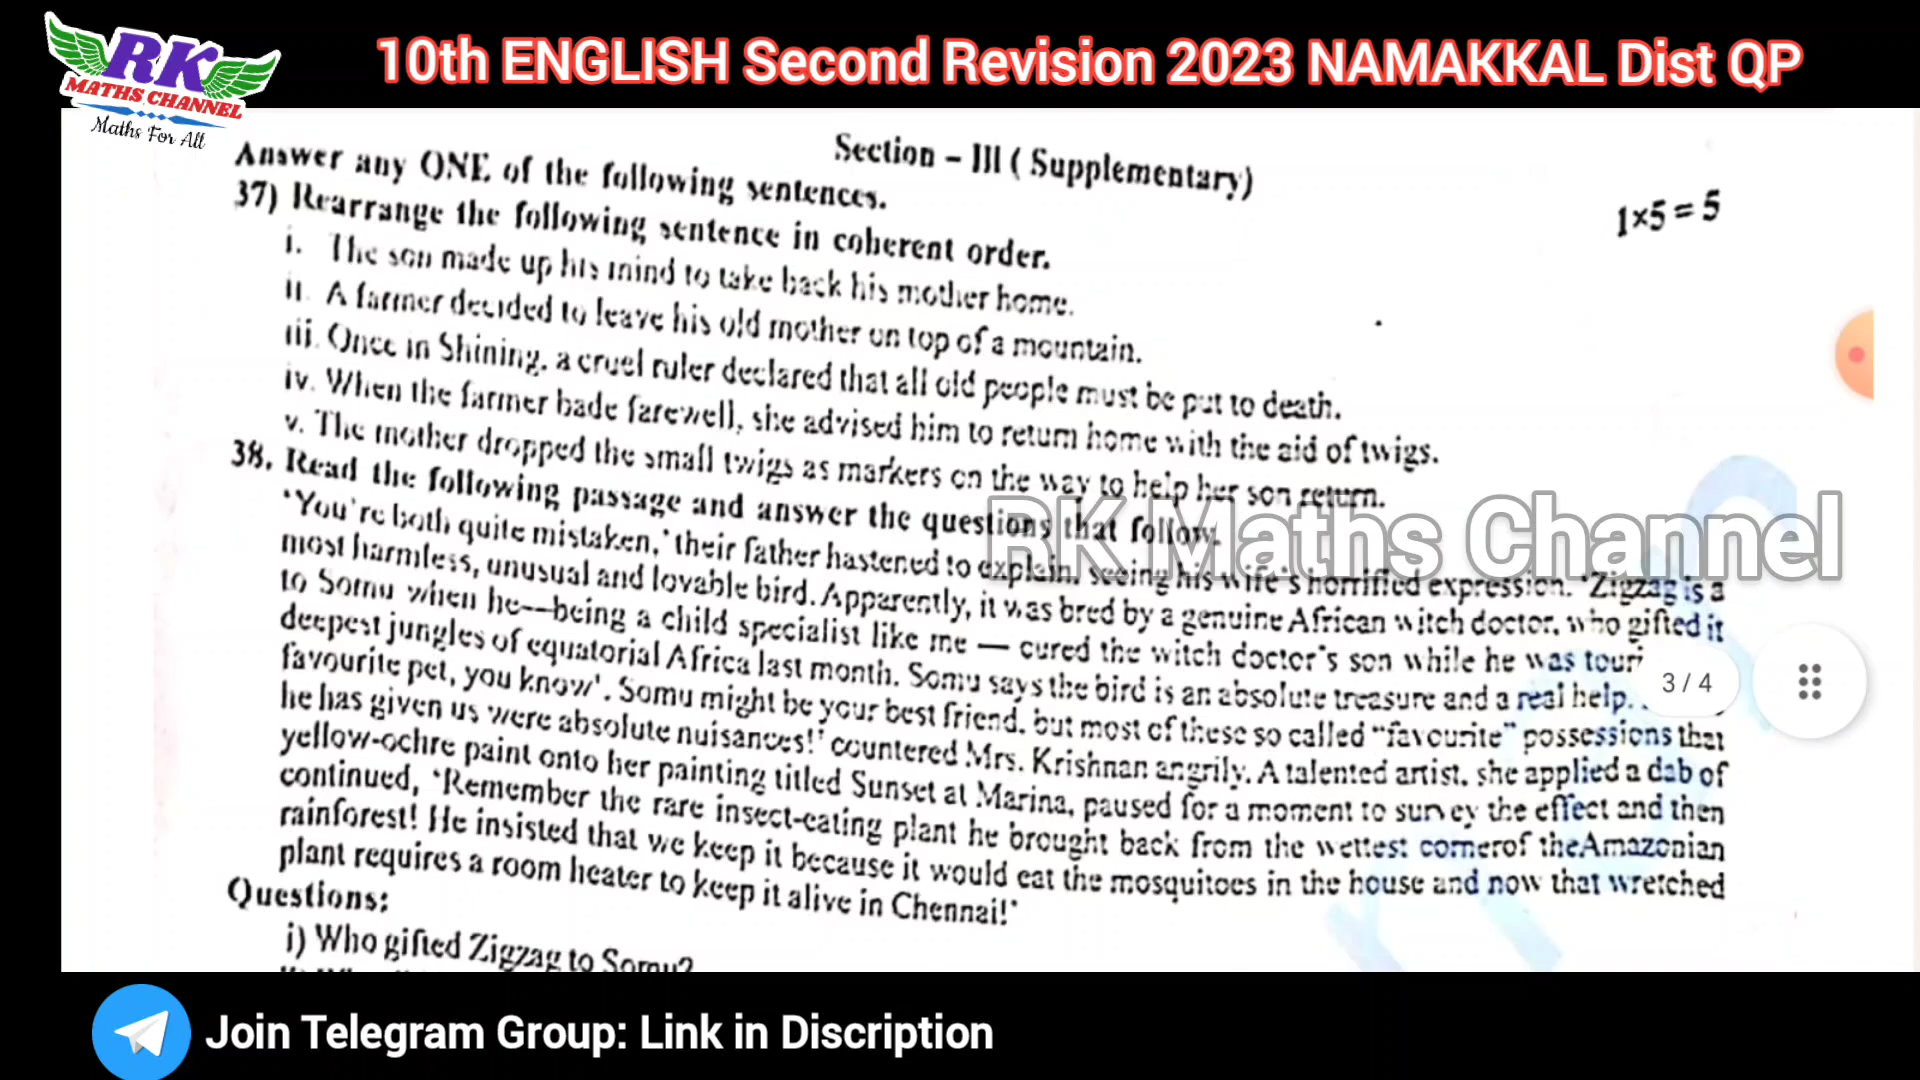 RK
MATHS CHANNEL
Maths For All
10th ENGLISH Second Revision 2023 NAMAKKAL Dist QP
Section – III ( Supplementary)
Answer any ONE of the following sentences.
1×5 = 5
37) Rearrange the following sentence in coherent order.
i. The son made up his mind to take back his mother home.
ii. A farmer decided to leave his old mother on top of a mountain.
iii. Once in Shining, a cruel ruler declared that all old people must be put to death.
iv. When the farmer bade farewell, she advised him to return home with the aid of twigs.
v. The mother dropped the small twigs as markers on the way to help her son return.
38. Read the following passage and answer the questions that follow.
'You're both quite mistaken,' their father hastened to explain, seeing his wife's horrified expression. 'Zigzag is a
most harmless, unusual and lovable bird. Apparently, it was bred by a genuine African witch doctor, who gifted it
to Somu when he—being a child specialist like me — cured the witch doctor's son while he was touri
deepest jungles of equatorial Africa last month. Somu says the bird is an absolute treasure and a real help.
favourite pet, you know'. Somu might be your best friend, but most of these so called "favourite" possessions that
he has given us were absolute nuisances!' countered Mrs. Krishnan angrily. A talented artist, she applied a dab of
yellow-ochre paint onto her painting titled Sunset at Marina, paused for a moment to survey the effect and then
continued, 'Remember the rare insect-eating plant he brought back from the wettest cornerof theAmazonian
rainforest! He insisted that we keep it because it would eat the mosquitoes in the house and now that wretched
plant requires a room heater to keep it alive in Chennai!'
Questions:
i) Who gifted Zigzag to Somu?
RK Maths Channel
3 / 4
Join Telegram Group: Link in Discription